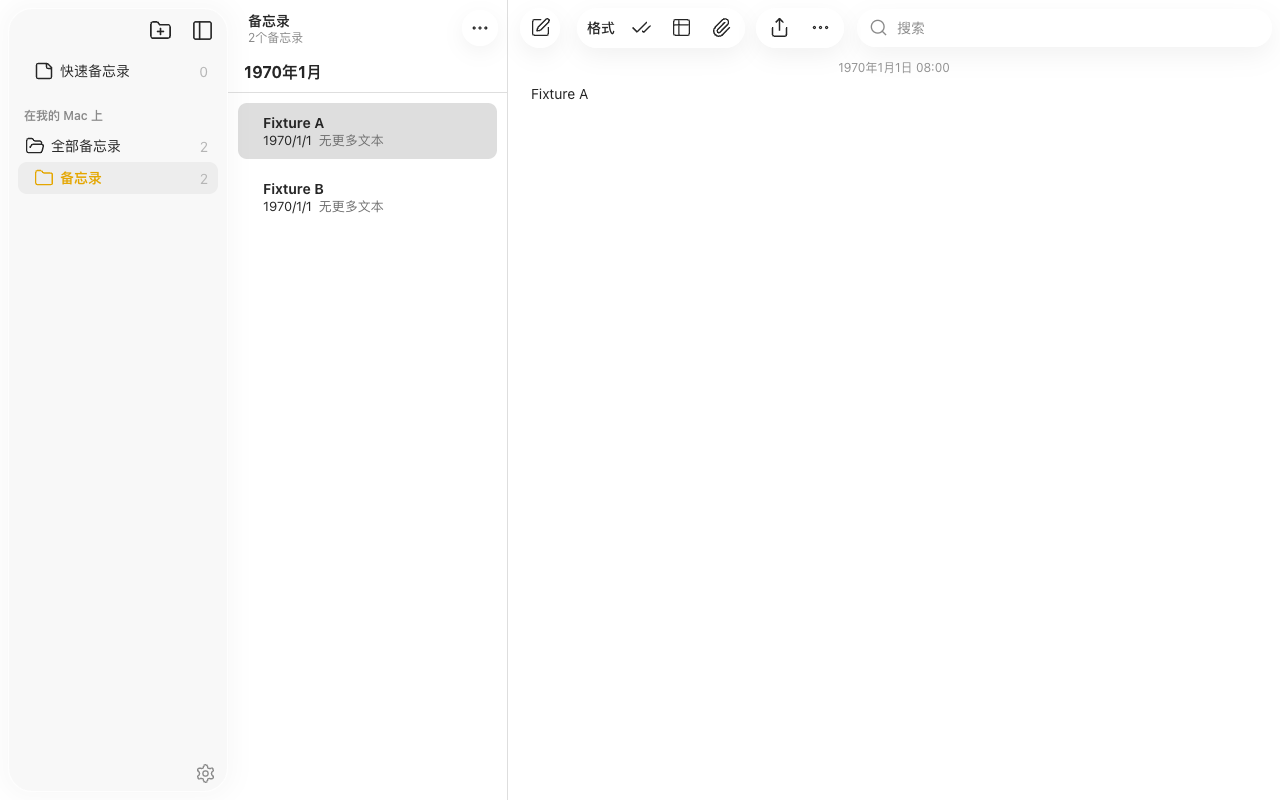 快速备忘录 0
在我的 Mac 上
全部备忘录 2
备忘录 2
备忘录
2个备忘录
1970年1月
Fixture A
1970/1/1 无更多文本
Fixture B
1970/1/1 无更多文本
格式
搜索
1970年1月1日 08:00
Fixture A